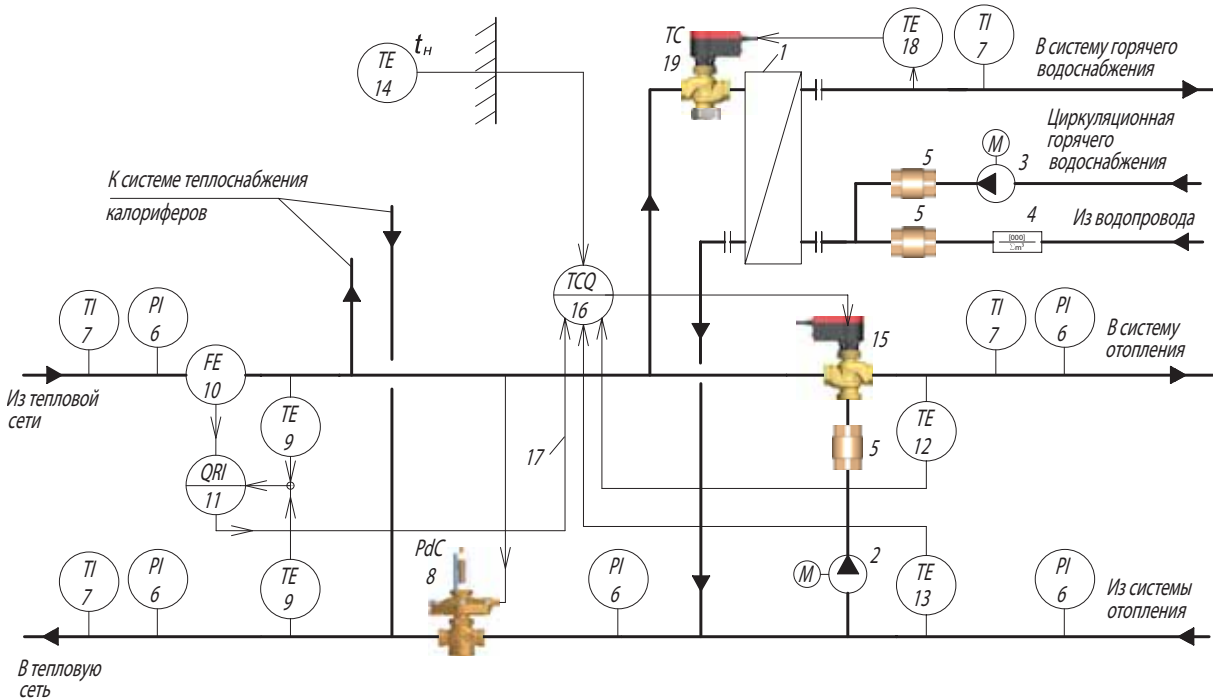 TE
14
tн
TC
19
1
TE
18
TI
7
В систему горячего
водоснабжения
Циркуляционная
горячего
водоснабжения
M
3
5
5
4
[000]
Σm³
Из водопровода
К системе теплоснабжения
калориферов
TCQ
16
15
TI
7
PI
6
FE
10
Из тепловой
сети
TE
9
QRI
11
17
TI
7
PI
6
В систему
отопления
TE
12
5
PdC
8
TI
7
PI
6
TE
9
PI
6
M
2
TE
13
PI
6
Из системы
отопления
В тепловую
сеть